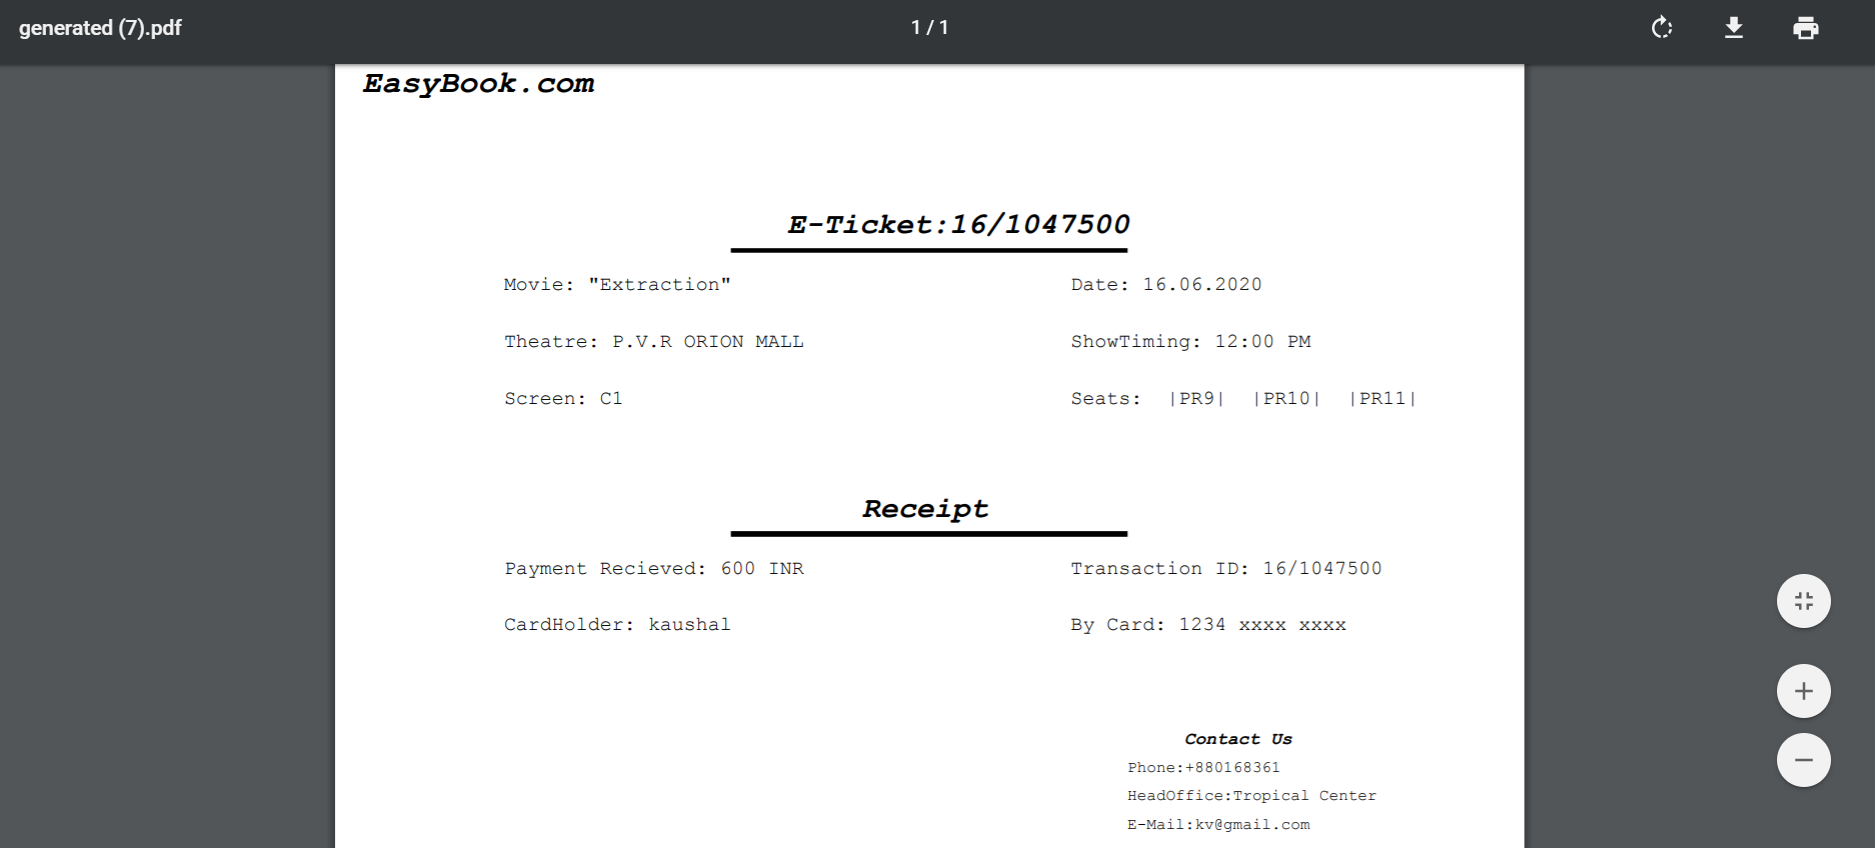 generated (7).pdf 1 / 1
EasyBook.com
E-Ticket:16/1047500
Movie: "Extraction" Date: 16.06.2020
Theatre: P.V.R ORION MALL ShowTiming: 12:00 PM
Screen: C1 Seats: |PR9| |PR10| |PR11|
Receipt
Payment Recieved: 600 INR Transaction ID: 16/1047500
CardHolder: kaushal By Card: 1234 xxxx xxxx
Contact Us
Phone:+880168361
HeadOffice:Tropical Center
E-Mail:kv@gmail.com